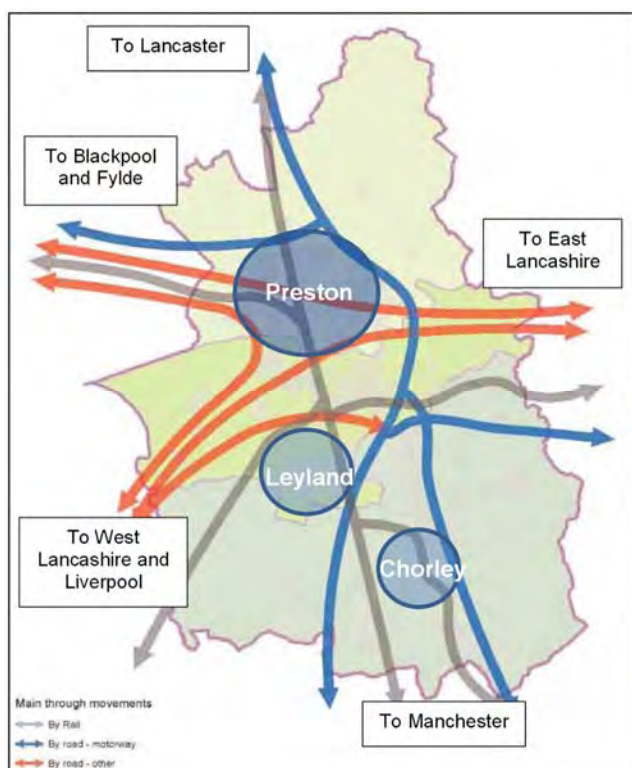 To Lancaster
To Blackpool
and Fylde
To East
Lancashire
Preston
Leyland
To West
Lancashire and
Liverpool
Chorley
To Manchester
Main through movements
By Rail
By road - motorway
By road - other